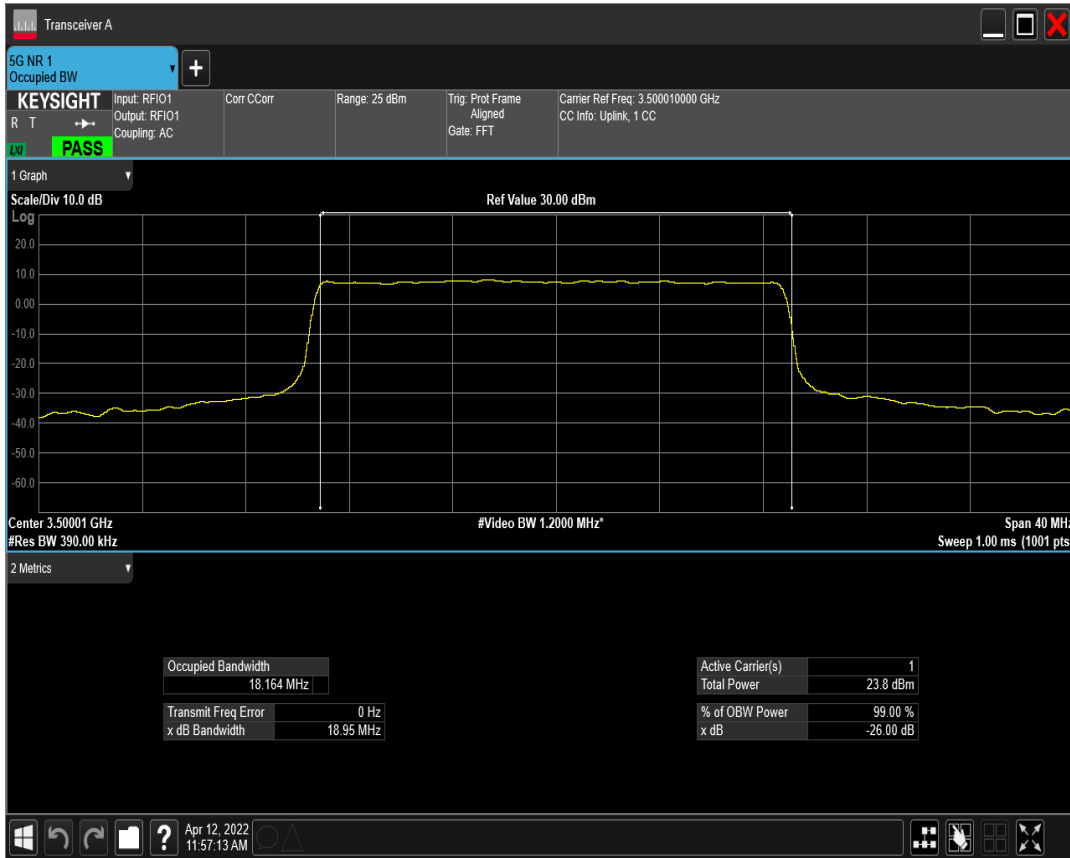 Transceiver A
5G NR 1
Occupied BW
+
KEYSIGHT
R T
LXI
PASS
Input: RFIO1
Output: RFIO1
Coupling: AC
Corr CCorr
Range: 25 dBm
Trig: Prot Frame
Aligned
Gate: FFT
Carrier Ref Freq: 3.500010000 GHz
CC Info: Uplink, 1 CC
1 Graph
Scale/Div 10.0 dB
Ref Value 30.00 dBm
Log
20.0
10.0
0.00
-10.0
-20.0
-30.0
-40.0
-50.0
-60.0
Center 3.50001 GHz
#Video BW 1.2000 MHz*
Span 40 MHz
#Res BW 390.00 kHz
Sweep 1.00 ms (1001 pts
2 Metrics
Occupied Bandwidth
18.164 MHz
Transmit Freq Error 0 Hz
x dB Bandwidth 18.95 MHz
Active Carrier(s) 1
Total Power 23.8 dBm
% of OBW Power 99.00 %
x dB -26.00 dB
?
Apr 12, 2022
11:57:13 AM